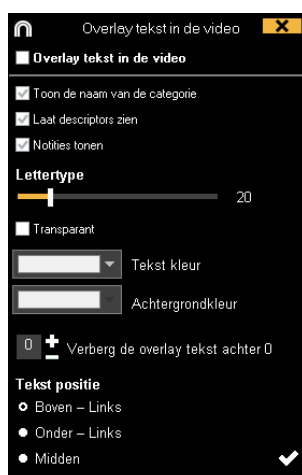 Overlay tekst in de video
Overlay tekst in de video
Toon de naam van de categorie
Laat descriptors zien
Notities tonen
Lettertype
20
Transparant
Tekst kleur
Achtergrondkleur
0 Verberg de overlay tekst achter 0
Tekst positie
Boven – Links
Onder – Links
Midden